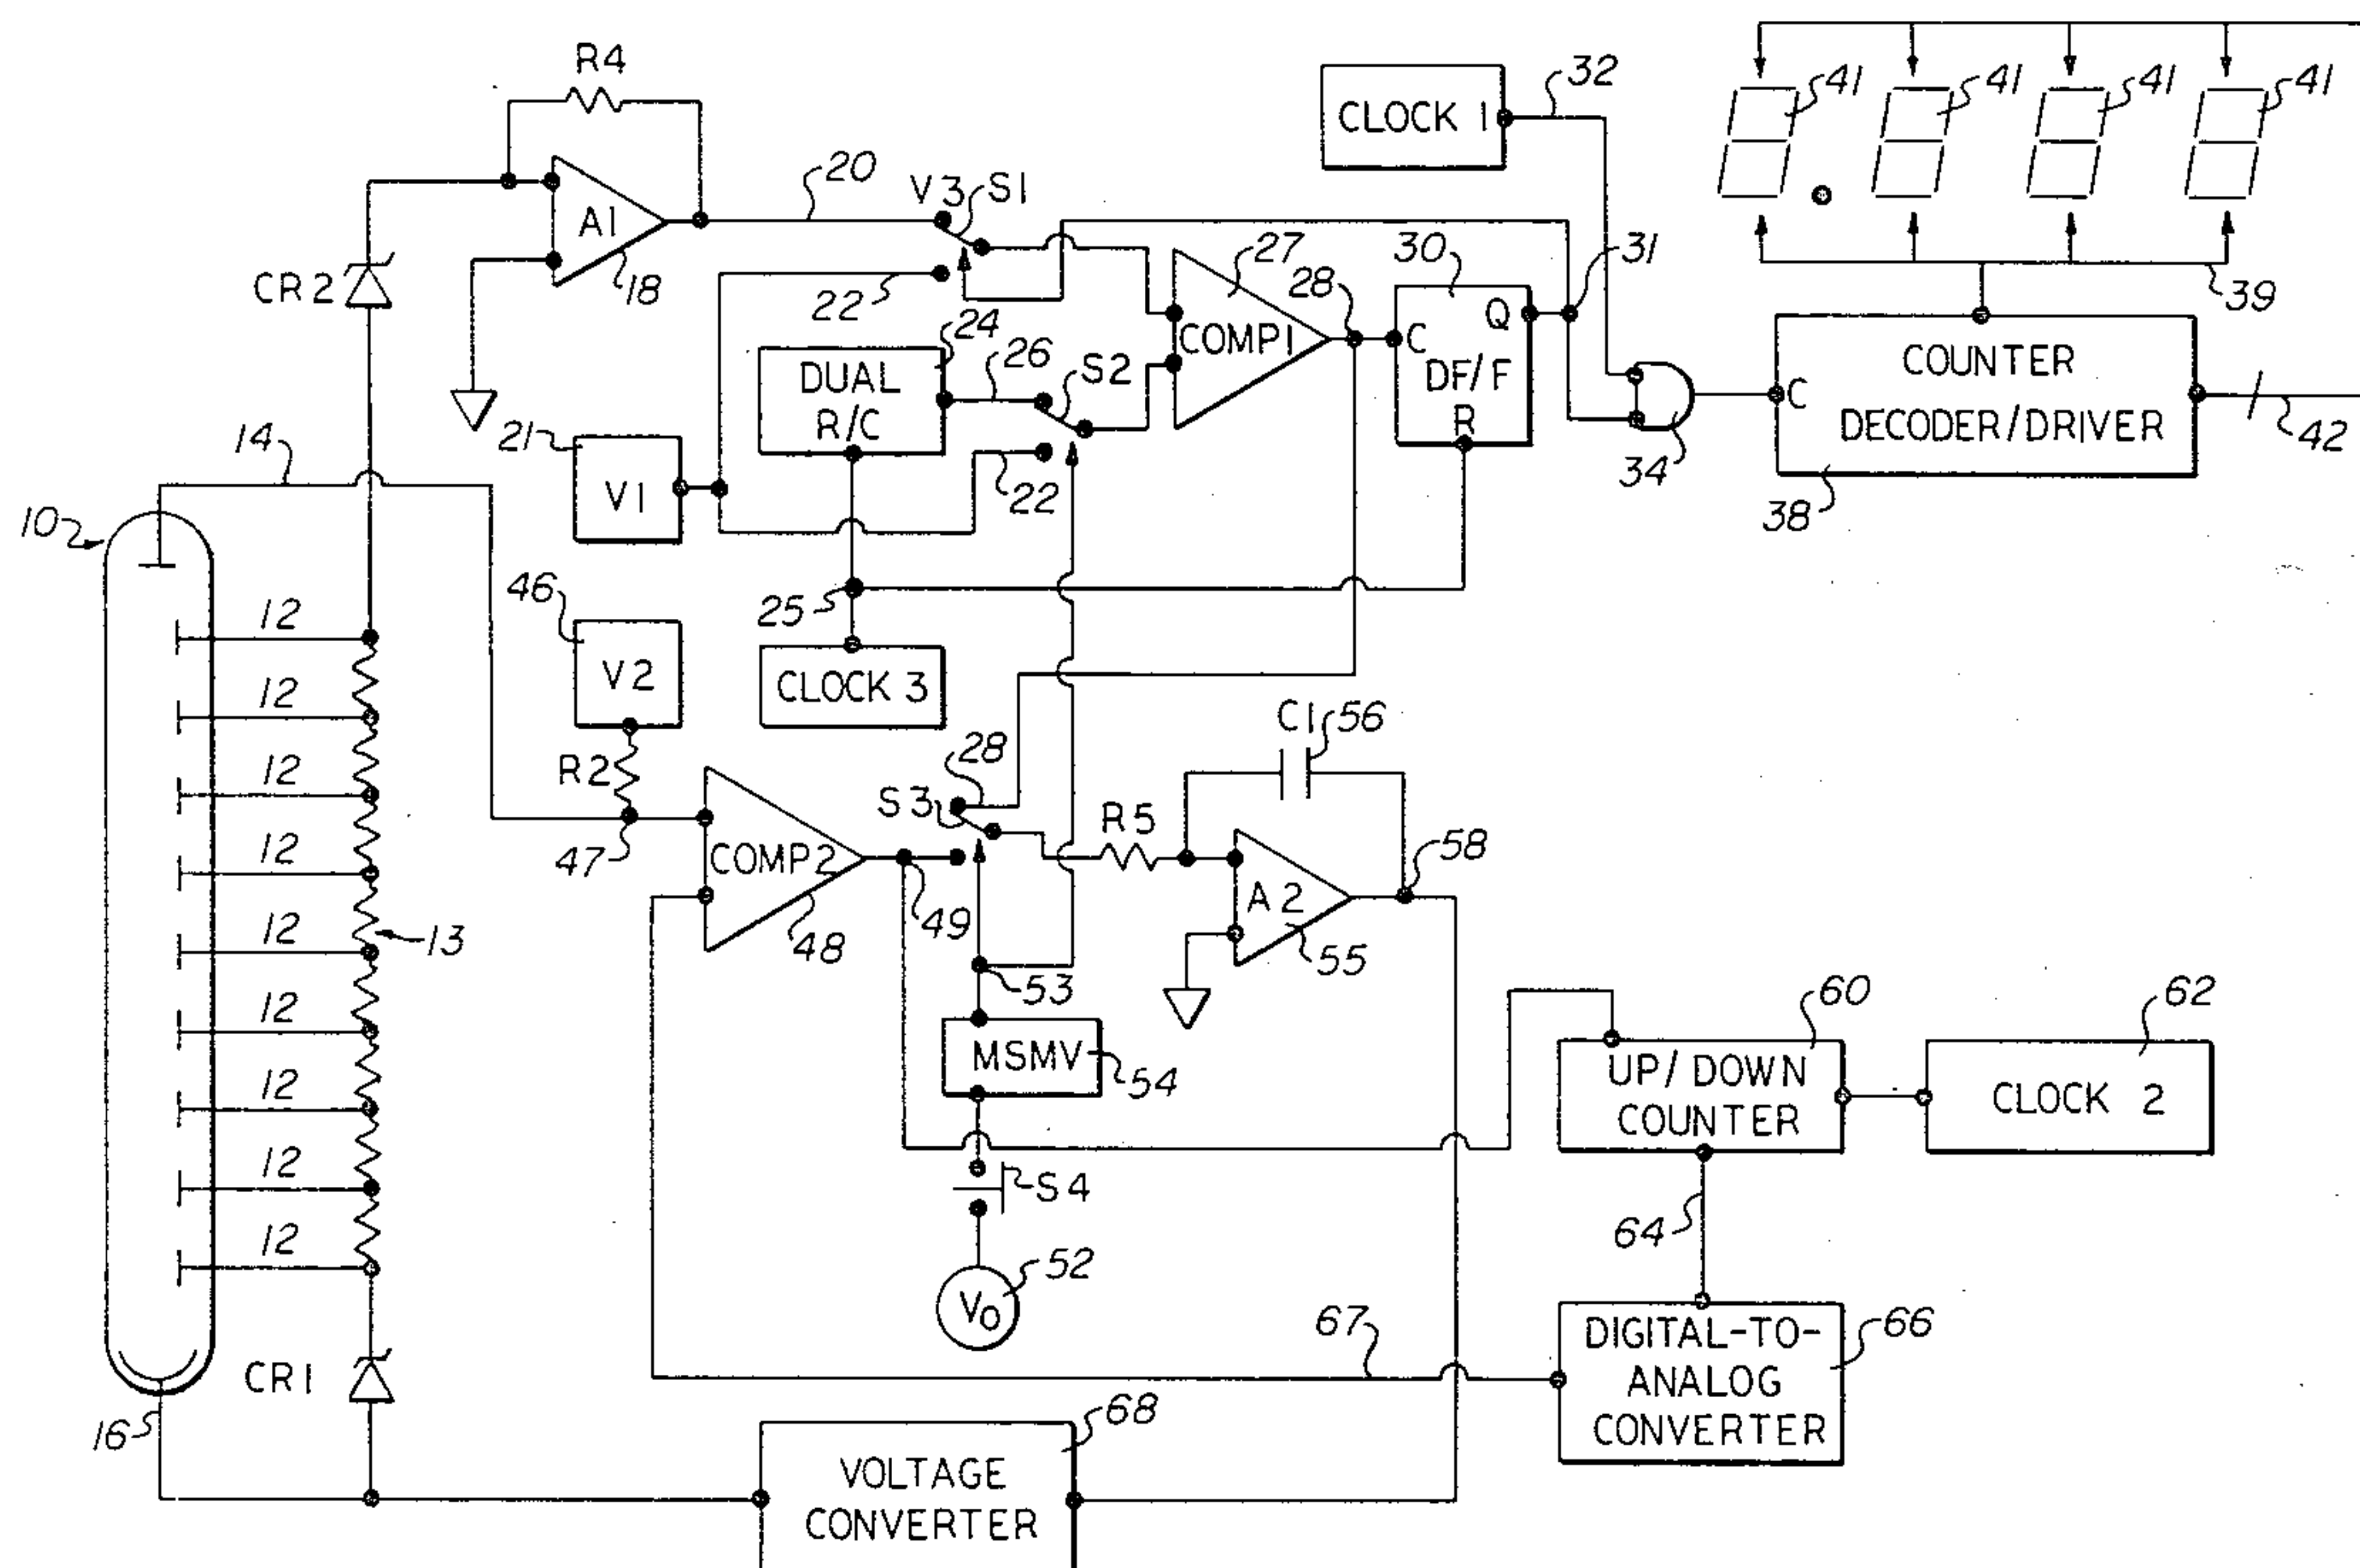 R4
CLOCK 1
32
41
41
41
41
A1
18
20
V3
S1
CR2
22
24
27
28
30
31
39
DUAL
R/C
26
S2
COMP1
C
Q
DF/F
R
34
C
COUNTER
DECODER/DRIVER
38
42
14
21
V1
22
10
25
46
V2
CLOCK 3
12
12
12
12
12
12
12
12
12
13
R2
47
COMP2
48
S3
28
49
R5
C1
56
A2
55
58
53
MSMV
54
S4
52
V0
60
UP/DOWN
COUNTER
62
CLOCK 2
64
67
DIGITAL-TO-
ANALOG
CONVERTER
66
CR1
16
68
VOLTAGE
CONVERTER